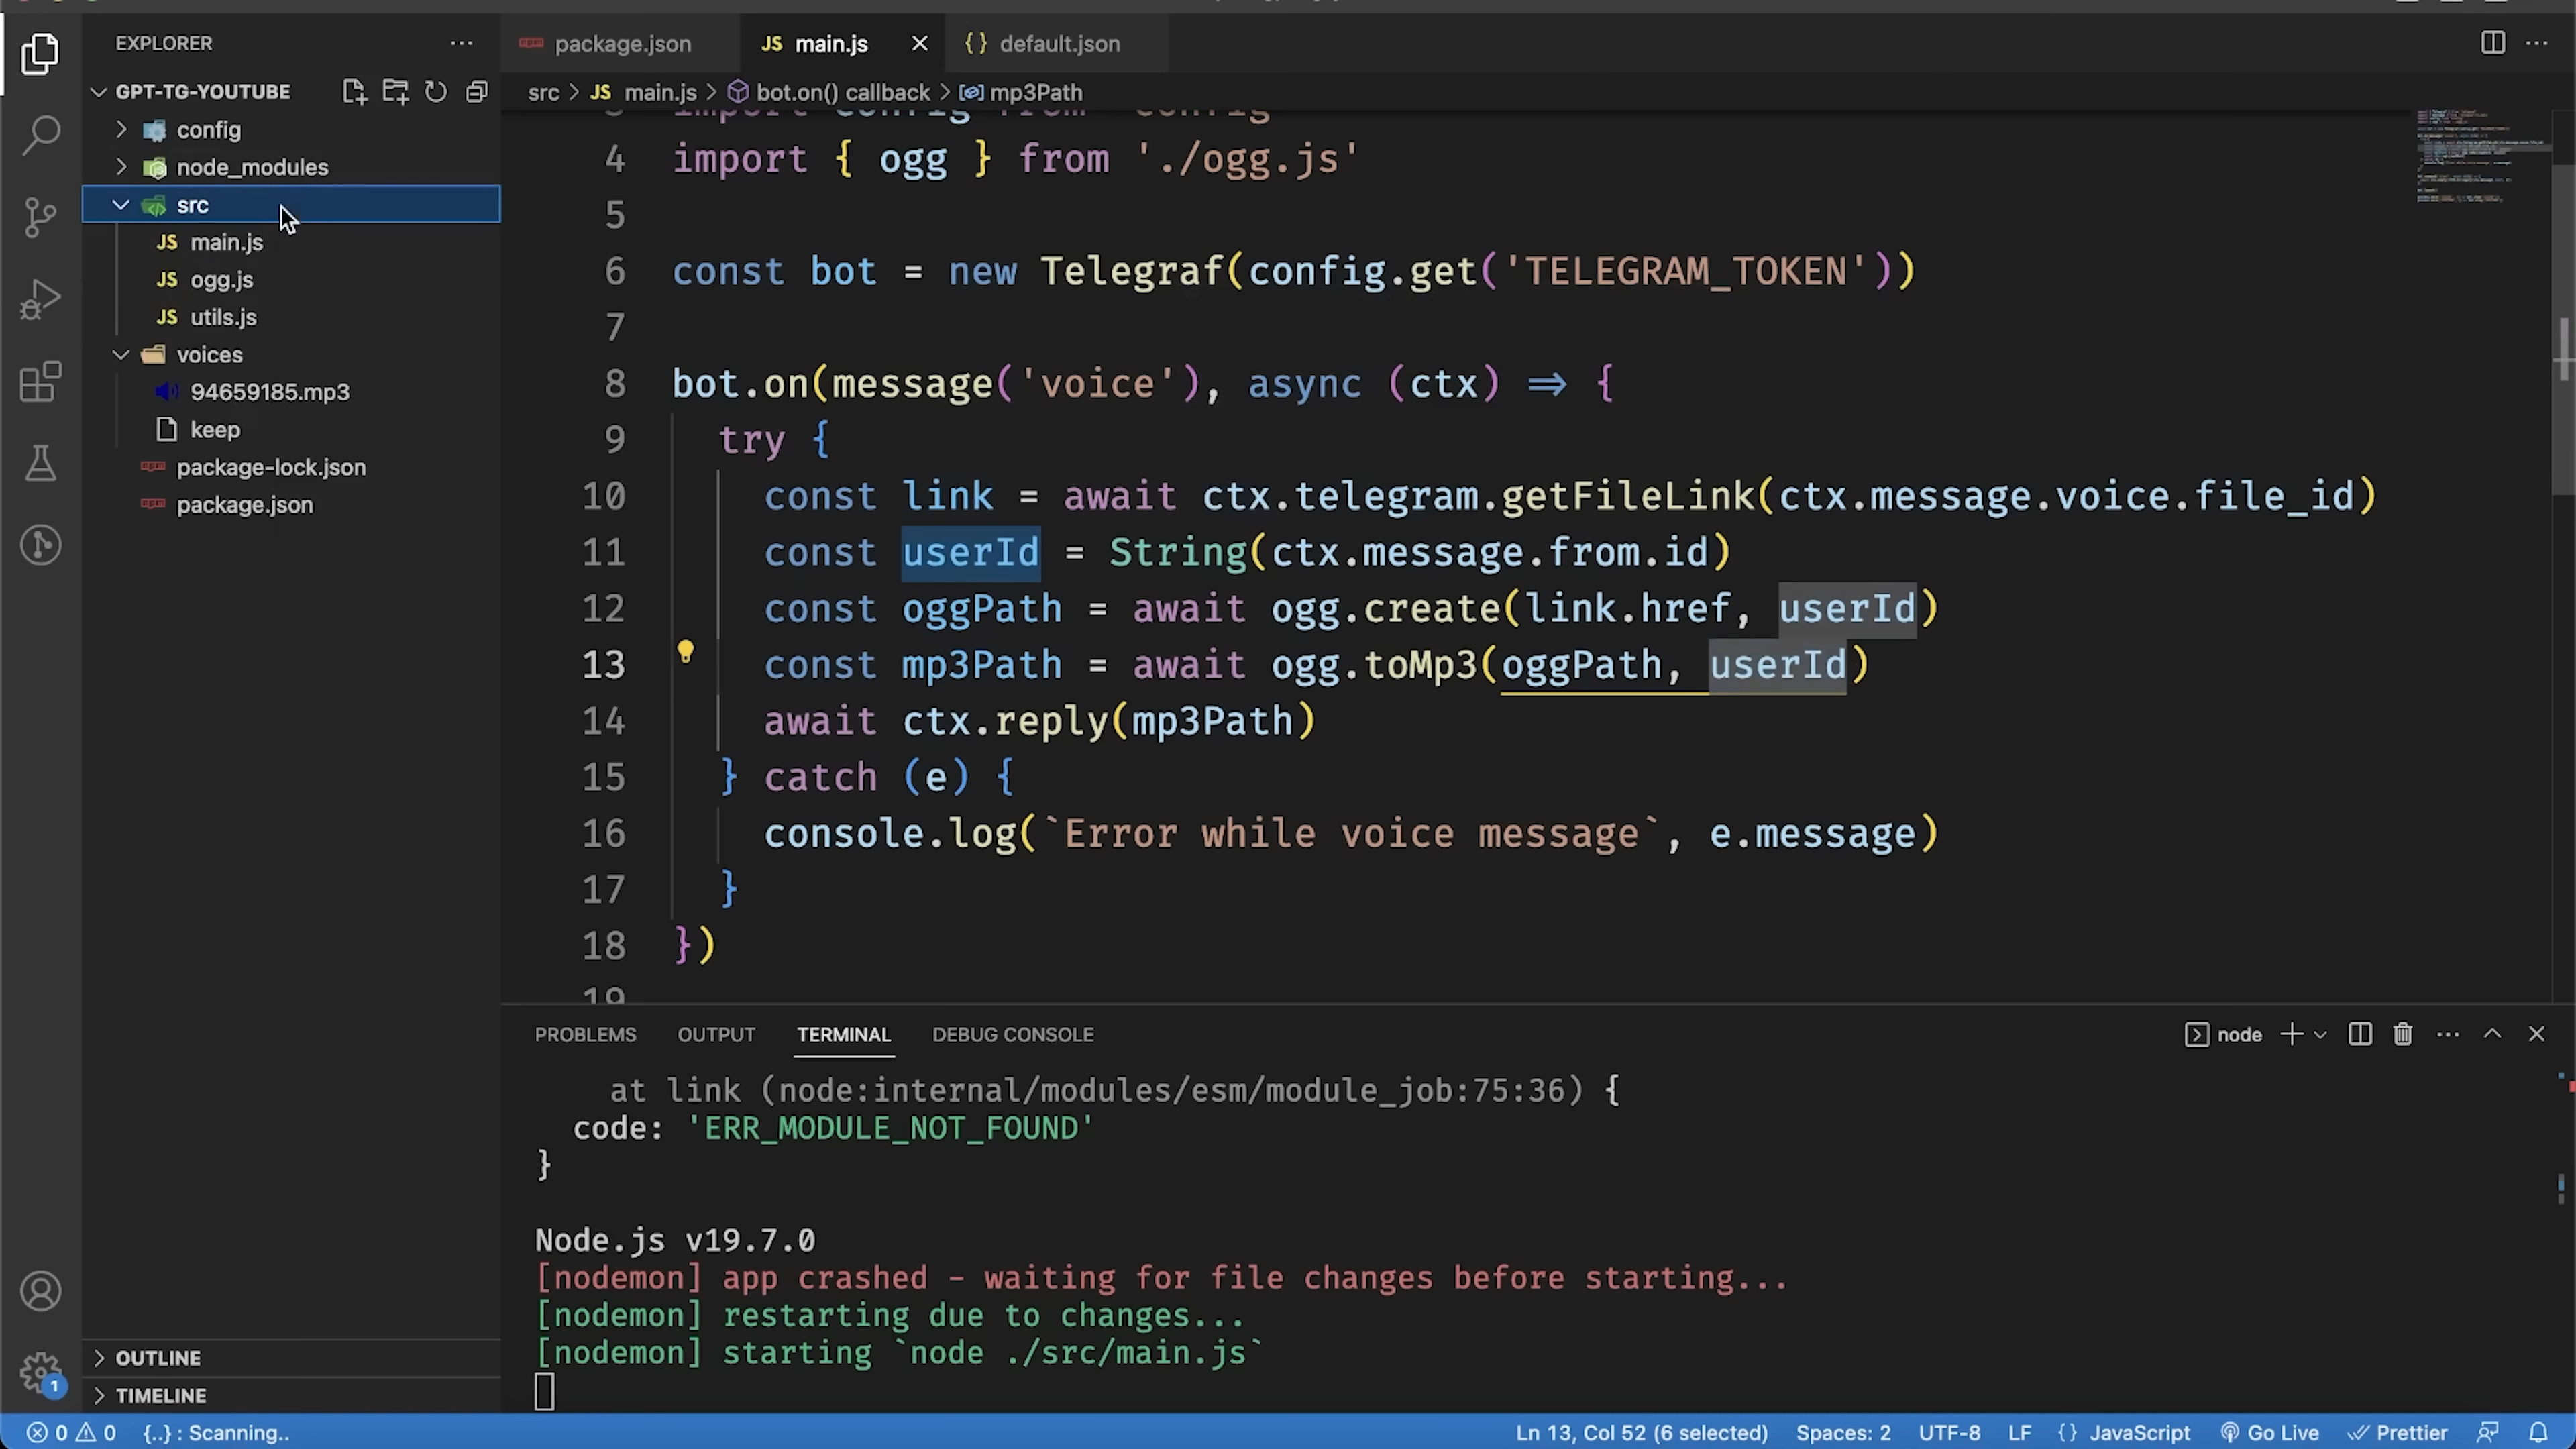 EXPLORER
GPT-TG-YOUTUBE
config
node_modules
src
JS main.js
JS ogg.js
JS utils.js
voices
94659185.mp3
keep
package-lock.json
package.json
OUTLINE
TIMELINE
package.json
JS main.js
{} default.json
src > JS main.js > bot.on() callback > mp3Path
3 import config from 'config'
4 import { ogg } from './ogg.js'
5
6 const bot = new Telegraf(config.get('TELEGRAM_TOKEN'))
7
8 bot.on(message('voice'), async (ctx) => {
9 try {
10 const link = await ctx.telegram.getFileLink(ctx.message.voice.file_id)
11 const userId = String(ctx.message.from.id)
12 const oggPath = await ogg.create(link.href, userId)
13 const mp3Path = await ogg.toMp3(oggPath, userId)
14 await ctx.reply(mp3Path)
15 } catch (e) {
16 console.log(`Error while voice message`, e.message)
17 }
18 })
19
PROBLEMS OUTPUT TERMINAL DEBUG CONSOLE
node
at link (node:internal/modules/esm/module_job:75:36) {
code: 'ERR_MODULE_NOT_FOUND'
}
Node.js v19.7.0
[nodemon] app crashed - waiting for file changes before starting...
[nodemon] restarting due to changes...
[nodemon] starting `node ./src/main.js`
1
0 0 {..} : Scanning.. Ln 13, Col 52 (6 selected) Spaces: 2 UTF-8 LF {} JavaScript Go Live Prettier